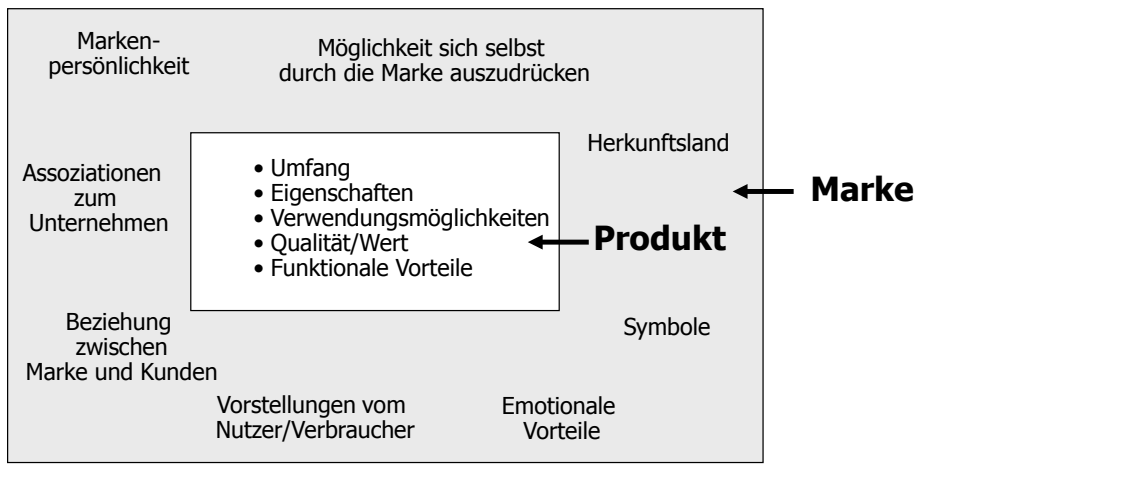 Marken-
persönlichkeit
Möglichkeit sich selbst
durch die Marke auszudrücken
Herkunftsland
Assoziationen
zum
Unternehmen
• Umfang
• Eigenschaften
• Verwendungsmöglichkeiten
• Qualität/Wert
• Funktionale Vorteile
Marke
Produkt
Beziehung
zwischen
Marke und Kunden
Symbole
Vorstellungen vom
Nutzer/Verbraucher
Emotionale
Vorteile